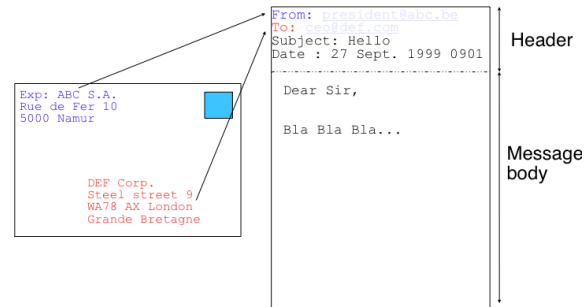 From: president@abc.be
To: ceo@def.com
Subject: Hello
Date : 27 Sept. 1999 0901
Header
Dear Sir,
Bla Bla Bla...
Message
body
Exp: ABC S.A.
Rue de Fer 10
5000 Namur
DEF Corp.
Steel street 9
WA78 AX London
Grande Bretagne